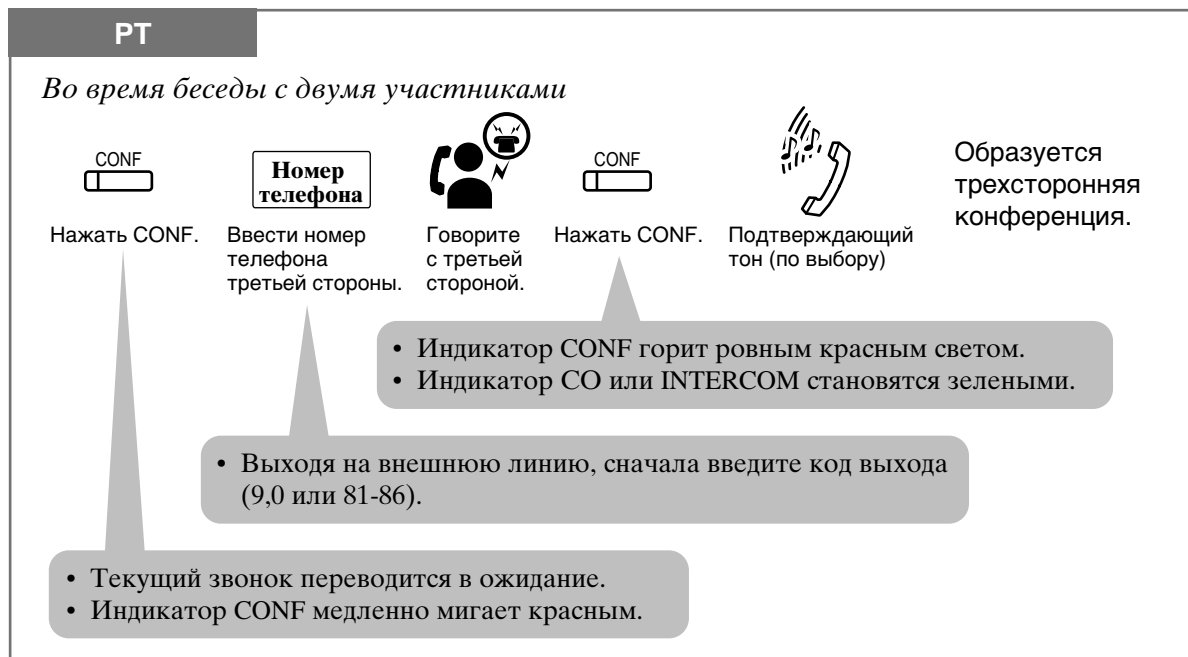 PT
Во время беседы с двумя участниками
CONF
Нажать CONF.
Номер
телефона
Ввести номер
телефона
третьей стороны.
Говорите
с третьей
стороной.
CONF
Нажать CONF.
Подтверждающий
тон (по выбору)
Образуется
трехсторонняя
конференция.
• Индикатор CONF горит ровным красным светом.
• Индикатор CO или INTERCOM становятся зелеными.
• Выходя на внешнюю линию, сначала введите код выхода
(9,0 или 81-86).
• Текущий звонок переводится в ожидание.
• Индикатор CONF медленно мигает красным.